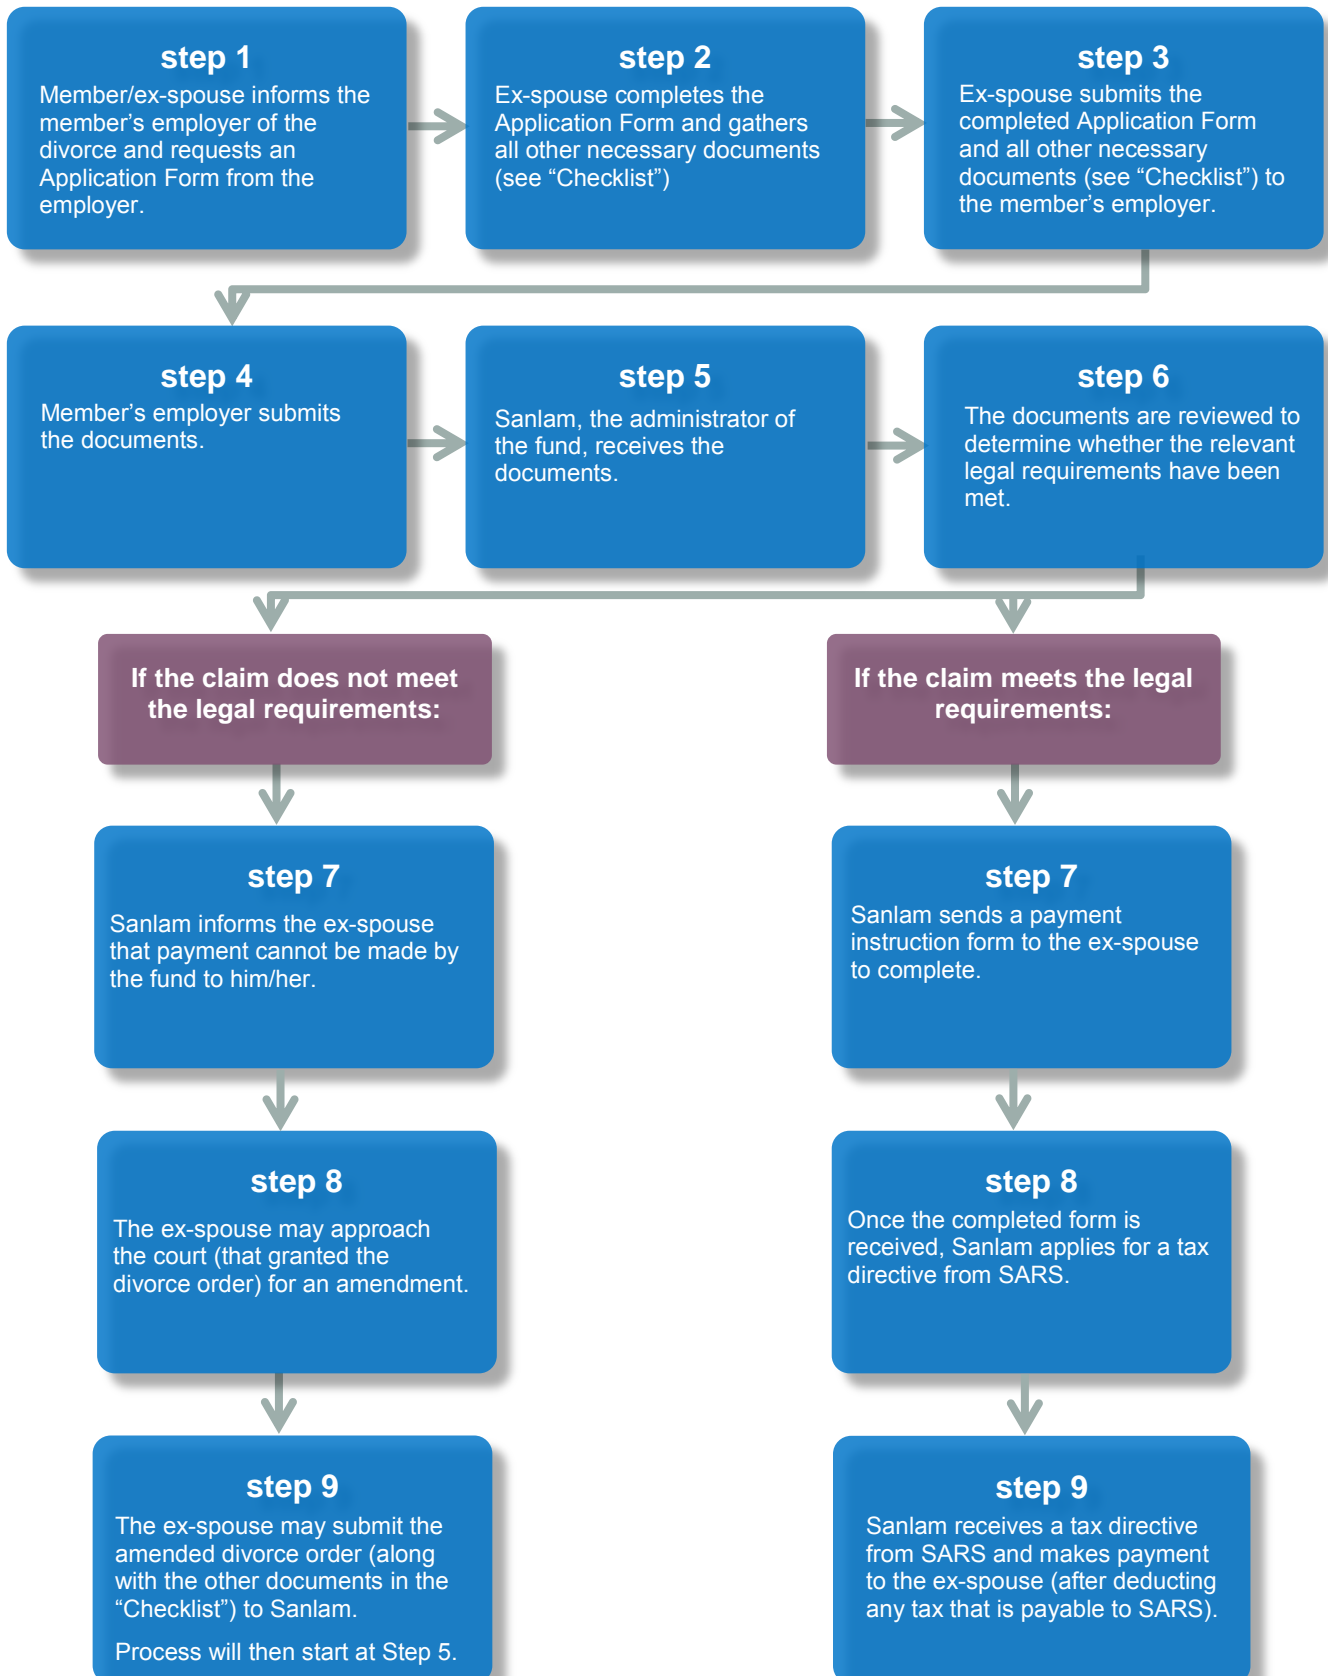 step 1
Member/ex-spouse informs the
member’s employer of the
divorce and requests an
Application Form from the
employer.
step 2
Ex-spouse completes the
Application Form and gathers
all other necessary documents
(see “Checklist”)
step 3
Ex-spouse submits the
completed Application Form
and all other necessary
documents (see “Checklist”) to
the member’s employer.
step 4
Member’s employer submits
the documents.
step 5
Sanlam, the administrator of
the fund, receives the
documents.
step 6
The documents are reviewed to
determine whether the relevant
legal requirements have been
met.
If the claim does not meet
the legal requirements:
step 7
Sanlam informs the ex-spouse
that payment cannot be made by
the fund to him/her.
step 8
The ex-spouse may approach
the court (that granted the
divorce order) for an amendment.
step 9
The ex-spouse may submit the
amended divorce order (along
with the other documents in the
“Checklist”) to Sanlam.
Process will then start at Step 5.
If the claim meets the legal
requirements:
step 7
Sanlam sends a payment
instruction form to the ex-spouse
to complete.
step 8
Once the completed form is
received, Sanlam applies for a tax
directive from SARS.
step 9
Sanlam receives a tax directive
from SARS and makes payment
to the ex-spouse (after deducting
any tax that is payable to SARS).